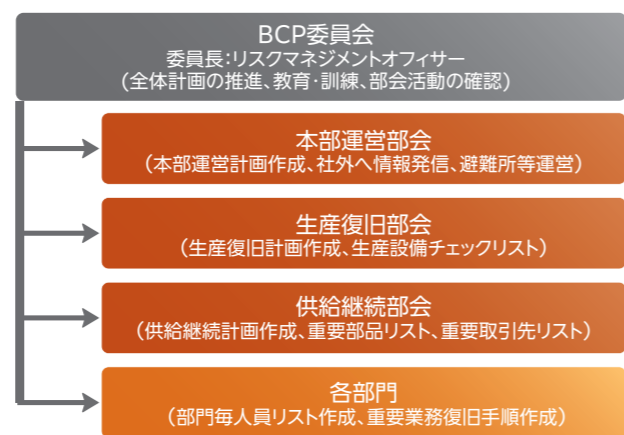 BCP委員会
委員長：リスクマネジメントオフィサー
(全体計画の推進、教育・訓練、部会活動の確認)
本部運営部会
(本部運営計画作成、社外へ情報発信、避難所等運営)
生産復旧部会
(生産復旧計画作成、生産設備チェックリスト)
供給継続部会
(供給継続計画作成、重要部品リスト、重要取引先リスト)
各部門
(部門毎人員リスト作成、重要業務復旧手順作成)